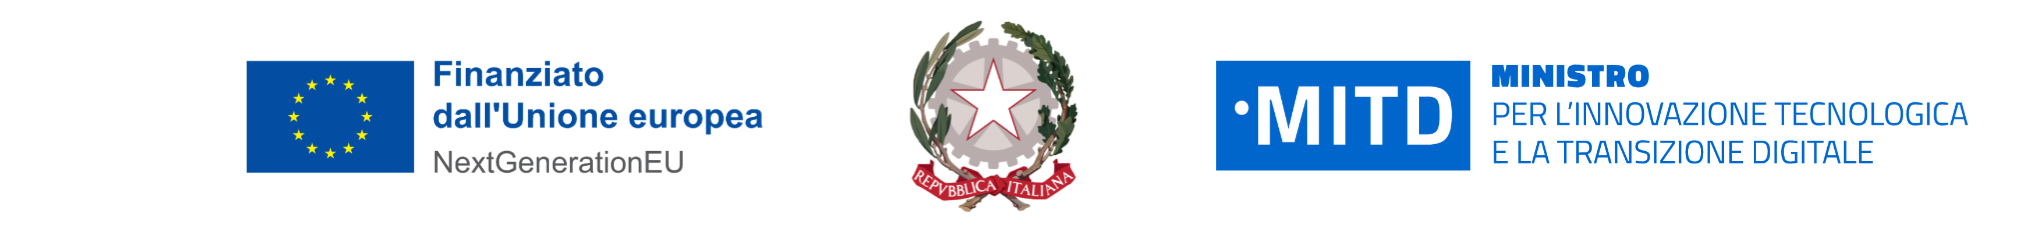 Finanziato
dall'Unione europea
NextGenerationEU
REPVBBLICA ITALIANA
·MITD
MINISTRO
PER L'INNOVAZIONE TECNOLOGICA
E LA TRANSIZIONE DIGITALE